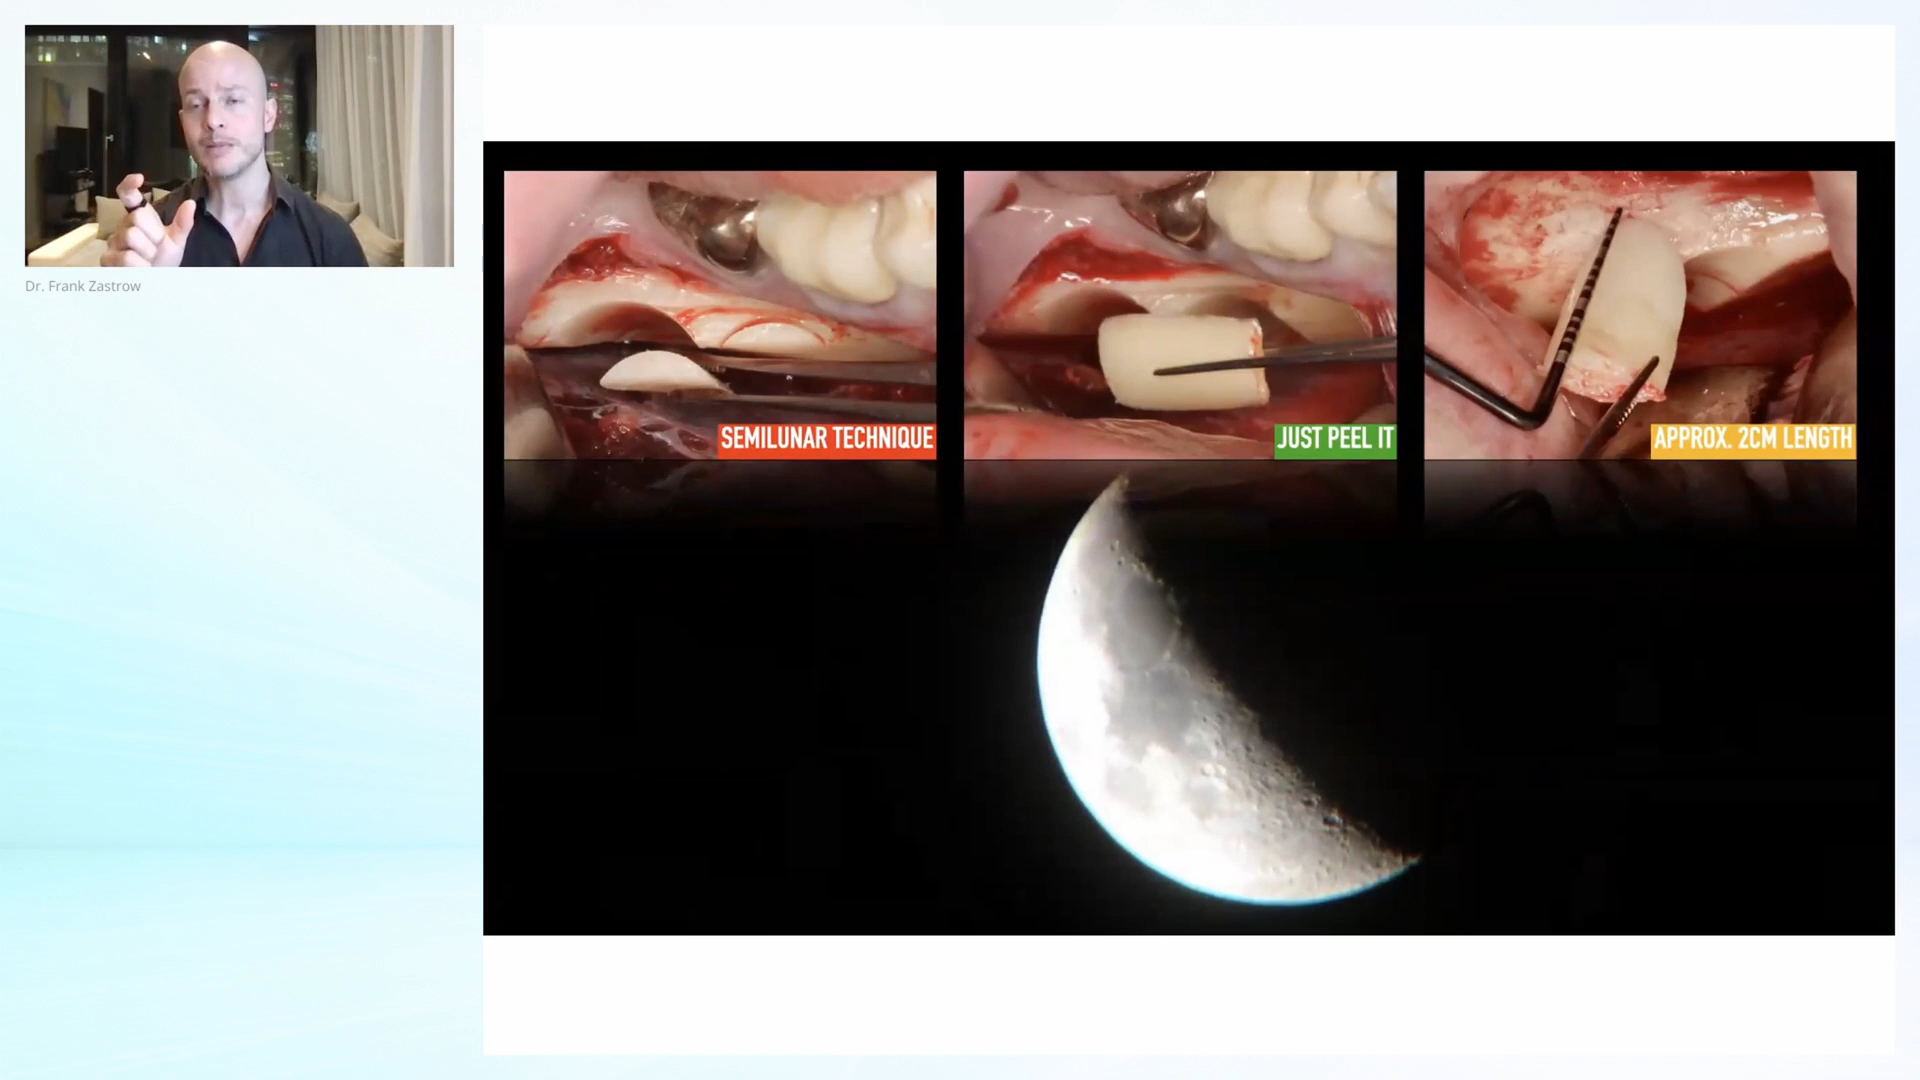 Dr. Frank Zastrow
SEMILUNAR TECHNIQUE
JUST PEEL IT
APPROX. 2CM LENGTH